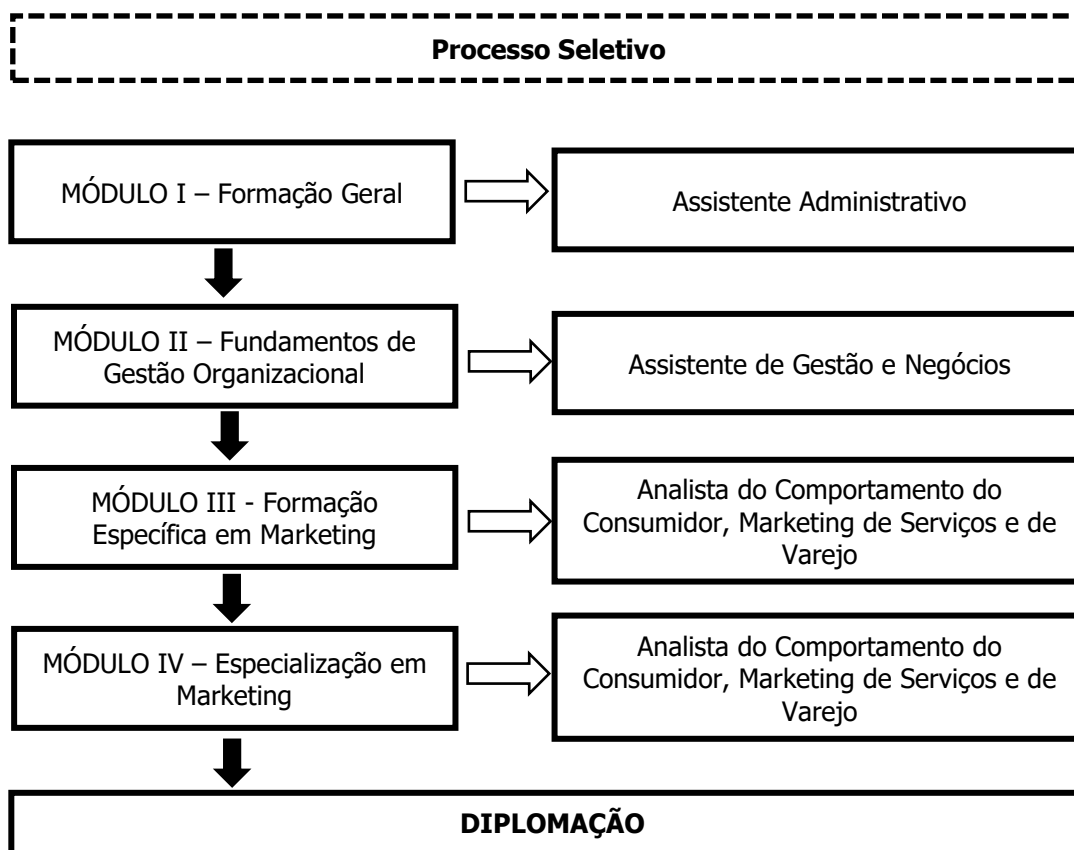 Processo Seletivo
MÓDULO I – Formação Geral
Assistente Administrativo
MÓDULO II – Fundamentos de
Gestão Organizacional
Assistente de Gestão e Negócios
MÓDULO III - Formação
Específica em Marketing
Analista do Comportamento do
Consumidor, Marketing de Serviços e de
Varejo
MÓDULO IV – Especialização em
Marketing
Analista do Comportamento do
Consumidor, Marketing de Serviços e de
Varejo
DIPLOMAÇÃO